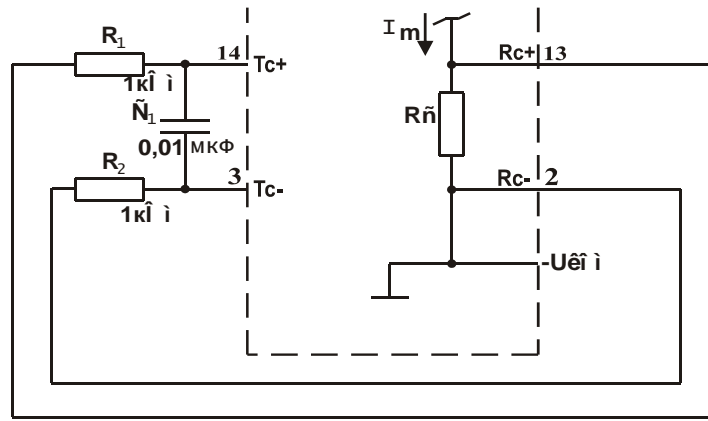 R₁
1кÎ ì
14
Tc+
Ñ₁
0,01 мкФ
R₂
1кÎ ì
3
Tc-
I m
Rc+ 13
Rñ
Rc- 2
-Uêî ì